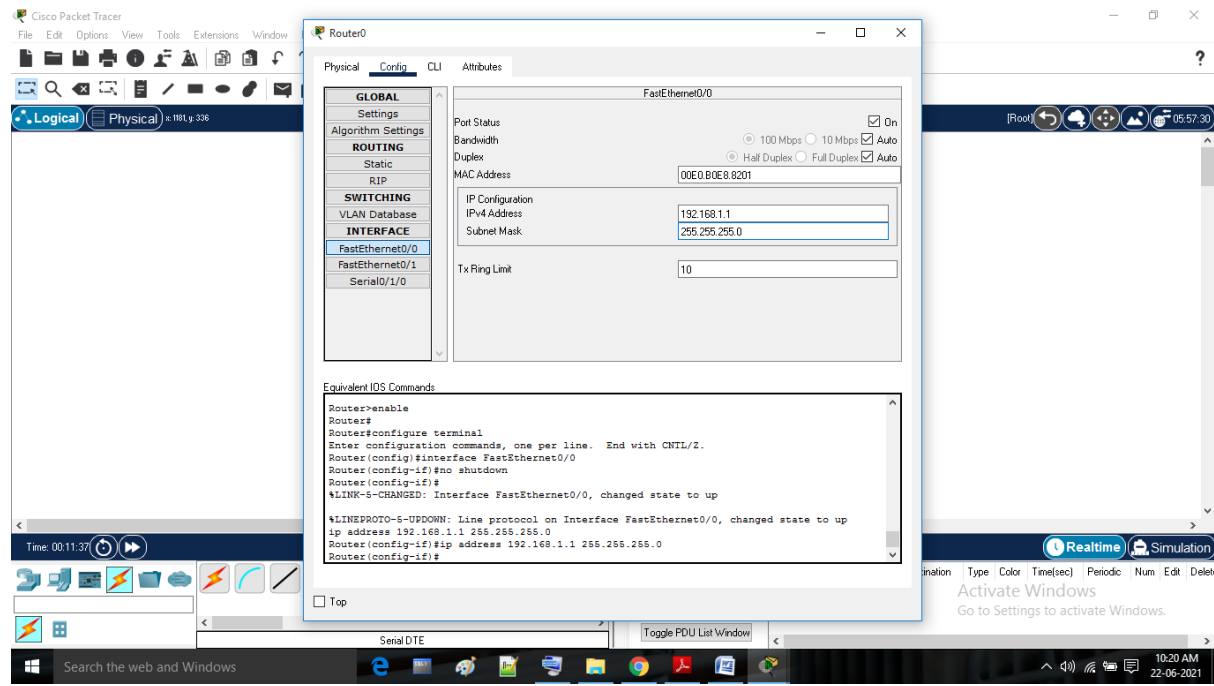 Cisco Packet Tracer
File Edit Options View Tools Extensions Window
Logical Physical x: 1181, y: 336
[Root] 05:57:30
Router0
Physical Config CLI Attributes
GLOBAL
Settings
Algorithm Settings
ROUTING
Static
RIP
SWITCHING
VLAN Database
INTERFACE
FastEthernet0/0
FastEthernet0/1
Serial0/1/0
FastEthernet0/0
Port Status On
Bandwidth 100 Mbps 10 Mbps Auto
Duplex Half Duplex Full Duplex Auto
MAC Address 00E0.B0E8.8201
IP Configuration
IPv4 Address 192.168.1.1
Subnet Mask 255.255.255.0
Tx Ring Limit 10
Equivalent IOS Commands
Router>enable
Router#
Router#configure terminal
Enter configuration commands, one per line. End with CNTL/Z.
Router(config)#interface FastEthernet0/0
Router(config-if)#no shutdown
Router(config-if)#
%LINK-5-CHANGED: Interface FastEthernet0/0, changed state to up
%LINEPROTO-5-UPDOWN: Line protocol on Interface FastEthernet0/0, changed state to up
ip address 192.168.1.1 255.255.255.0
Router(config-if)#ip address 192.168.1.1 255.255.255.0
Router(config-if)#
Top
Time: 00:11:37
Realtime Simulation
ination Type Color Time(sec) Periodic Num Edit Delet
Activate Windows
Go to Settings to activate Windows.
Serial DTE
Toggle PDU List Window
Search the web and Windows
10:20 AM
22-06-2021